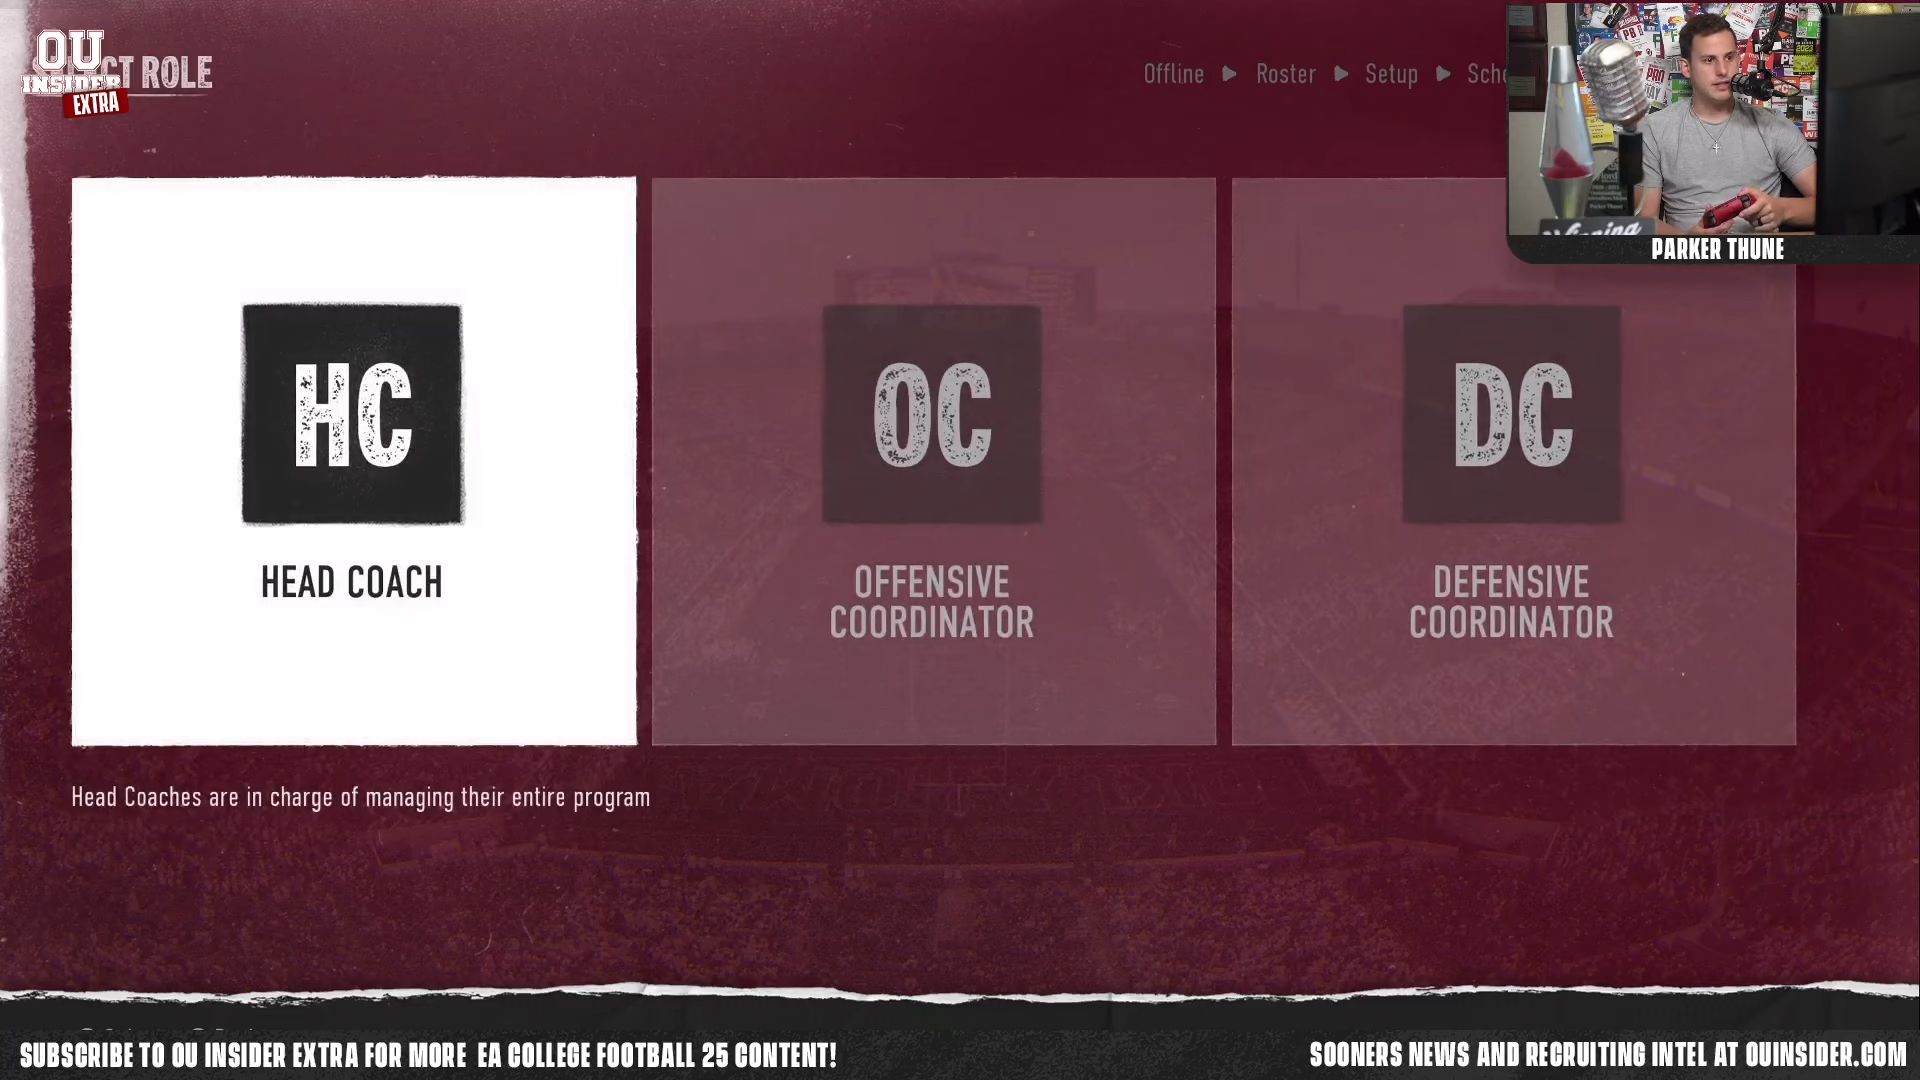 OU
INSIDER
EXTRA
ROLE
Offline ▶ Roster ▶ Setup ▶
HC
HEAD COACH
OC
OFFENSIVE
COORDINATOR
DC
DEFENSIVE
COORDINATOR
PARKER THUNE
Head Coaches are in charge of managing their entire program
SUBSCRIBE TO OU INSIDER EXTRA FOR MORE EA COLLEGE FOOTBALL 25 CONTENT!
SOONERS NEWS AND RECRUITING INTEL AT OUINSIDER.COM